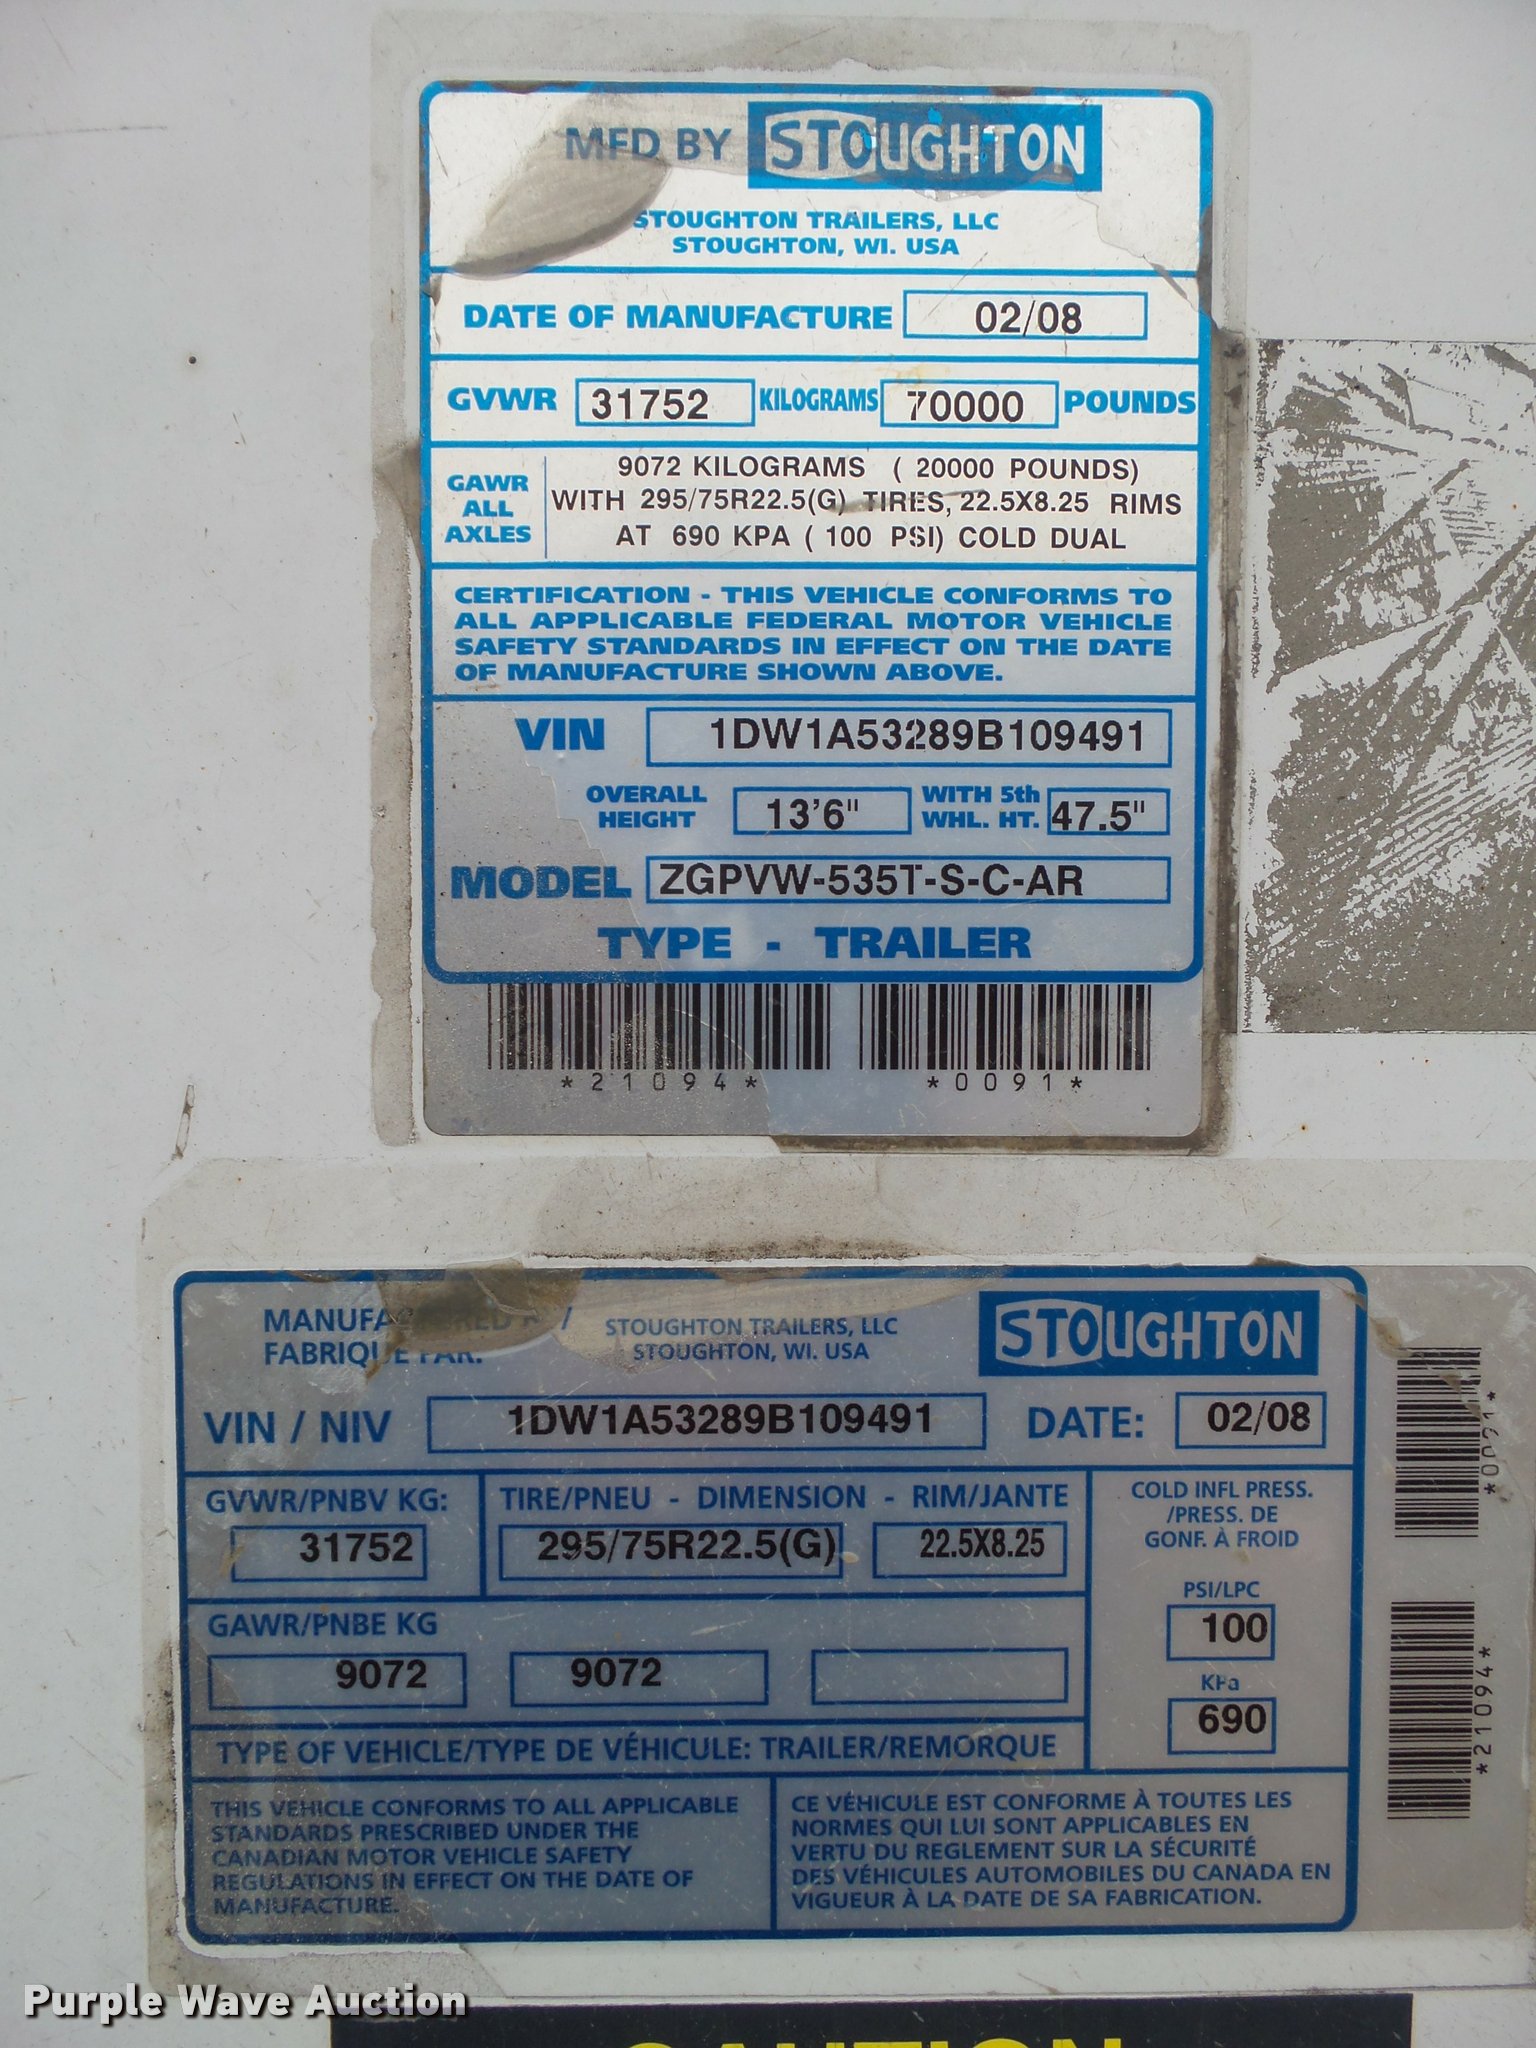 MFD BY STOUGHTON
STOUGHTON TRAILERS, LLC
STOUGHTON, WI. USA
DATE OF MANUFACTURE 02/08
GVWR 31752 KILOGRAMS 70000 POUNDS
GAWR ALL AXLES
9072 KILOGRAMS ( 20000 POUNDS)
WITH 295/75R22.5(G) TIRES, 22.5X8.25 RIMS
AT 690 KPA ( 100 PSI) COLD DUAL
CERTIFICATION - THIS VEHICLE CONFORMS TO
ALL APPLICABLE FEDERAL MOTOR VEHICLE
SAFETY STANDARDS IN EFFECT ON THE DATE
OF MANUFACTURE SHOWN ABOVE.
VIN 1DW1A53289B109491
OVERALL HEIGHT 13'6" WITH 5th WHL. HT. 47.5"
MODEL ZGPVW-535T-S-C-AR
TYPE - TRAILER
*21094* *0091*
MANUFACTURED BY / STOUGHTON TRAILERS, LLC STOUGHTON
FABRIQUE PAR. STOUGHTON, WI. USA
VIN / NIV 1DW1A53289B109491 DATE: 02/08
GVWR/PNBV KG: TIRE/PNEU - DIMENSION - RIM/JANTE
31752 295/75R22.5(G) 22.5X8.25
COLD INFL PRESS.
/PRESS. DE
GONF. À FROID
PSI/LPC
100
KPa
690
GAWR/PNBE KG
9072 9072
TYPE OF VEHICLE/TYPE DE VÉHICULE: TRAILER/REMORQUE
THIS VEHICLE CONFORMS TO ALL APPLICABLE
STANDARDS PRESCRIBED UNDER THE
CANADIAN MOTOR VEHICLE SAFETY
REGULATIONS IN EFFECT ON THE DATE OF
MANUFACTURE.
CE VÉHICULE EST CONFORME À TOUTES LES
NORMES QUI LUI SONT APPLICABLES EN
VERTU DU REGLEMENT SUR LA SÉCURITÉ
DES VÉHICULES AUTOMOBILES DU CANADA EN
VIGUEUR À LA DATE DE SA FABRICATION.
*0091*
*21094*
Purple Wave Auction
CAUTION